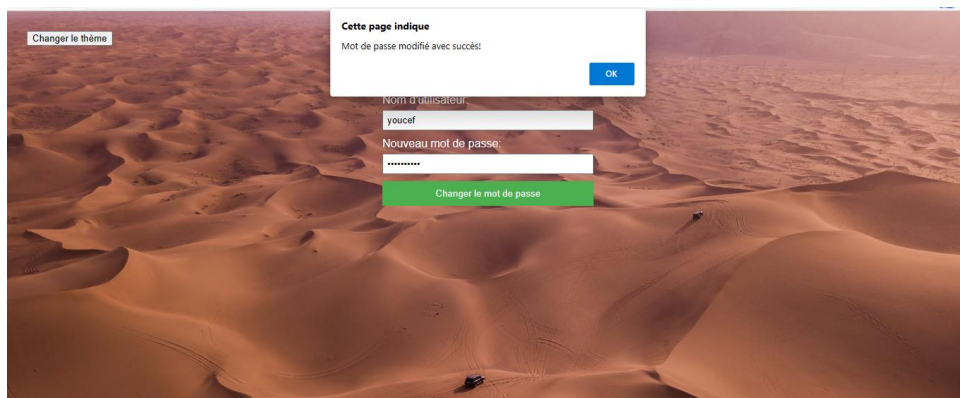 Changer le thème
Cette page indique
Mot de passe modifié avec succès!
OK
Nom d'utilisateur:
youcef
Nouveau mot de passe:
••••••••••
Changer le mot de passe